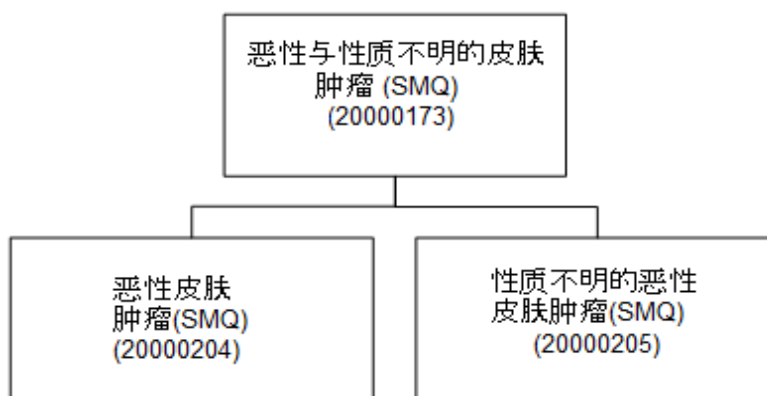 恶性与性质不明的皮肤
肿瘤 (SMQ)
(20000173)
恶性皮肤
肿瘤(SMQ)
(20000204)
性质不明的恶性
皮肤肿瘤(SMQ)
(20000205)